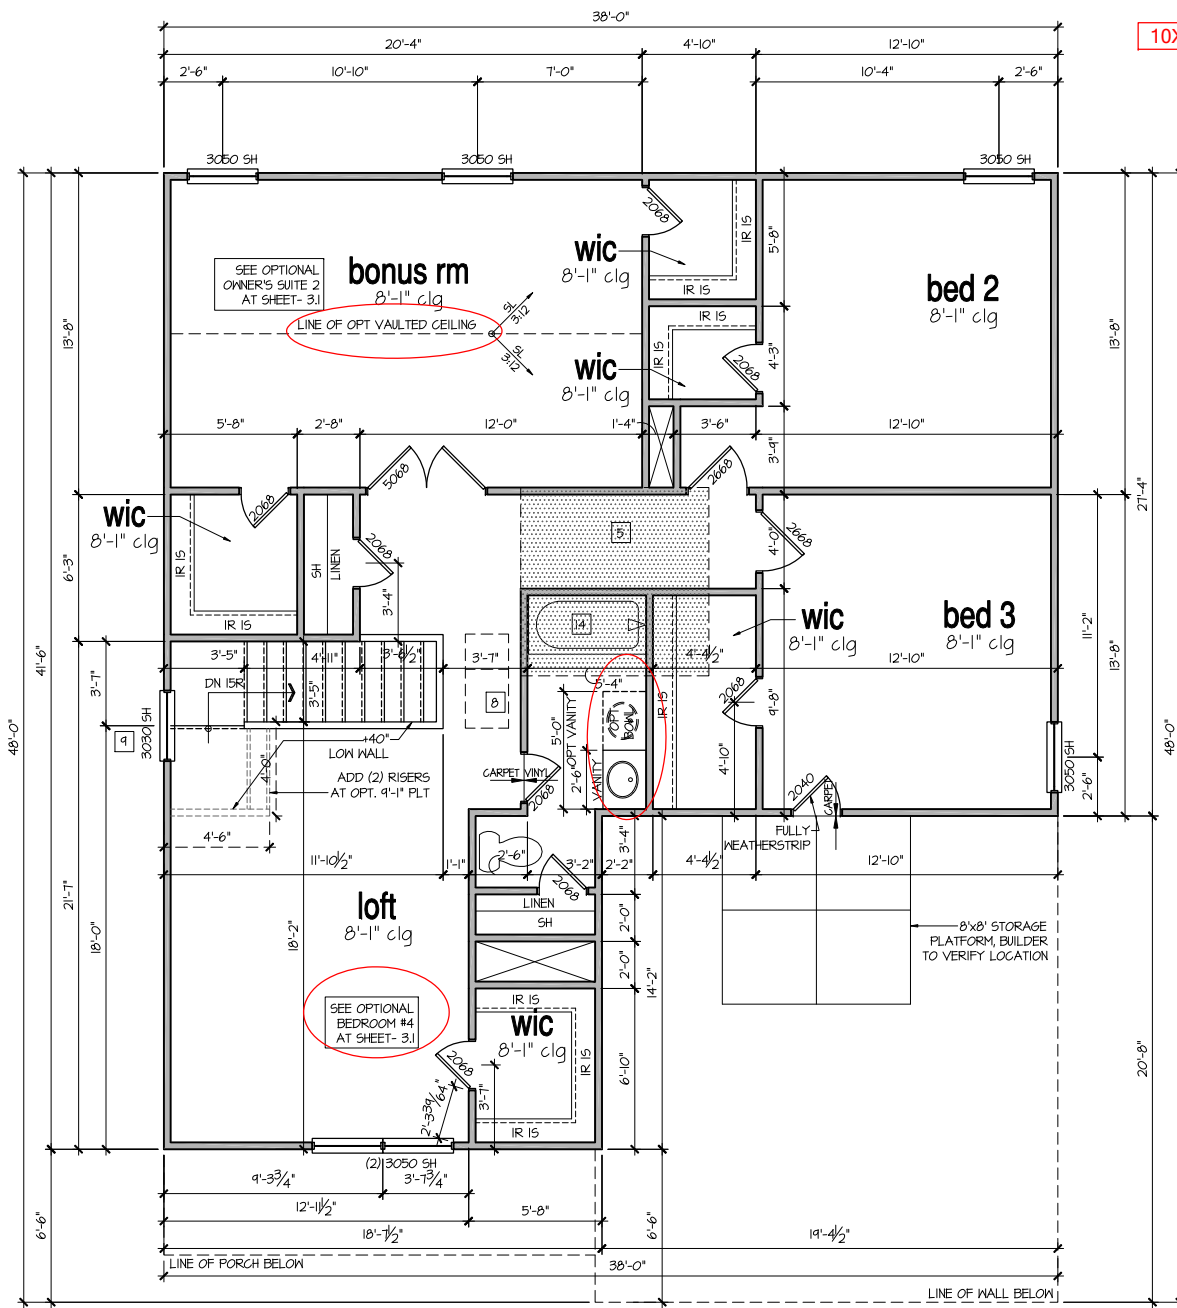 38'-0"
10X
20'-4"
4'-10"
12'-10"
2'-6"
10'-10"
7'-0"
10'-4"
2'-6"
3050 SH
3050 SH
3050 SH
2068
IR IS
5'-8"
wic
8'-1" clg
SEE OPTIONAL
OWNER'S SUITE 2
AT SHEET- 3.1
bonus rm
8'-1" clg
IR IS
bed 2
8'-1" clg
SL
3:12
LINE OF OPT VAULTED CEILING
IR IS
13'-8"
13'-8"
SL
3:12
IR IS
4'-3"
wic
8'-1" clg
2068
5'-8"
2'-8"
12'-0"
1'-4"
3'-6"
12'-10"
3'-9"
5068
2668
27'-4"
wic
8'-1" clg
2068
2068
5
4'-0"
2668
6'-3"
IR IS
SH
LINEN
3'-4"
IR IS
14
wic
8'-1" clg
bed 3
8'-1" clg
11'-2"
41'-6"
13'-8"
3'-5"
4'-11"
3'-6 1/2"
3'-7"
4'-4 1/2"
12'-10"
3'-7"
DN 15R
3'-5"
5'-4"
2068
9'-8"
8
5'-0"
OPT VANITY
OPT
BOWL
IR IS
48'-0"
48'-0"
9
3030 SH
+40"
LOW WALL
4'-0"
ADD (2) RISERS
AT OPT. 9'-1" PLT
CARPET
VINYL
2'-6"
VANITY
4'-10"
2040
CARPET
3050 SH
2'-6"
2068
4'-6"
FULLY
WEATHERSTRIP
3'-4"
11'-10 1/2"
1'-1"
2'-6"
3'-2"
2'-2"
4'-4 1/2"
12'-10"
2068
21'-7"
18'-0"
18'-2"
loft
8'-1" clg
LINEN
SH
2'-0"
8'x8' STORAGE
PLATFORM, BUILDER
TO VERIFY LOCATION
2'-0"
14'-2"
SEE OPTIONAL
BEDROOM #4
AT SHEET- 3.1
IR IS
wic
8'-1" clg
IR IS
6'-10"
20'-8"
2068
2'-3 39/64"
3'-7"
IR IS
(2) 3050 SH
9'-3 3/4"
3'-7 3/4"
12'-11 1/2"
5'-8"
6'-6"
6'-6"
18'-7 1/2"
19'-4 1/2"
LINE OF PORCH BELOW
38'-0"
LINE OF WALL BELOW